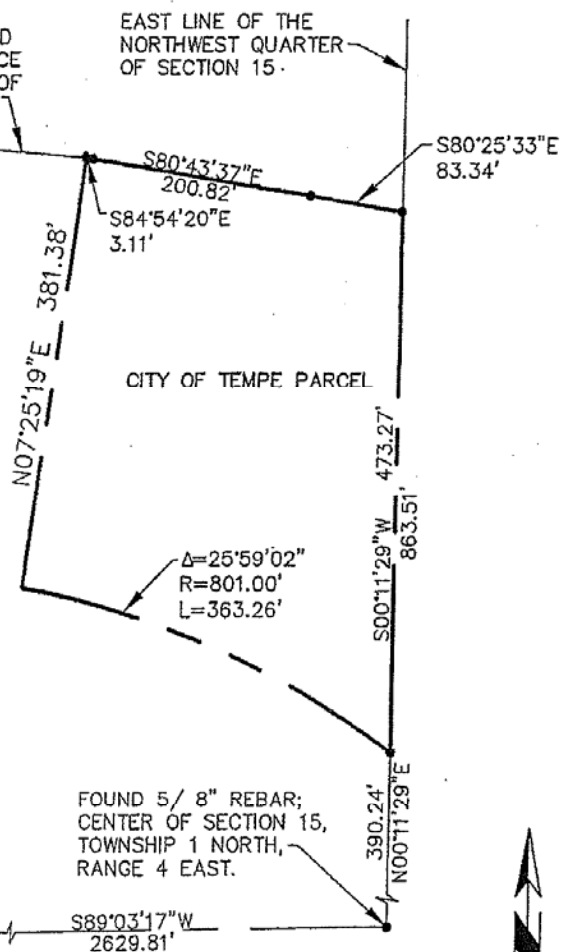 EAST LINE OF THE
NORTHWEST QUARTER
OF SECTION 15
D
CE
OF
S80°43'37"E
200.82'
S80°25'33"E
83.34'
S84°54'20"E
3.11'
N07°25'19"E 381.38'
CITY OF TEMPE PARCEL
S00°11'29"W 473.27'
863.51'
Δ=25°59'02"
R=801.00'
L=363.26'
FOUND 5/8" REBAR;
CENTER OF SECTION 15,
TOWNSHIP 1 NORTH,
RANGE 4 EAST.
390.24'
N00°11'29"E
S89°03'17"W
2629.81'